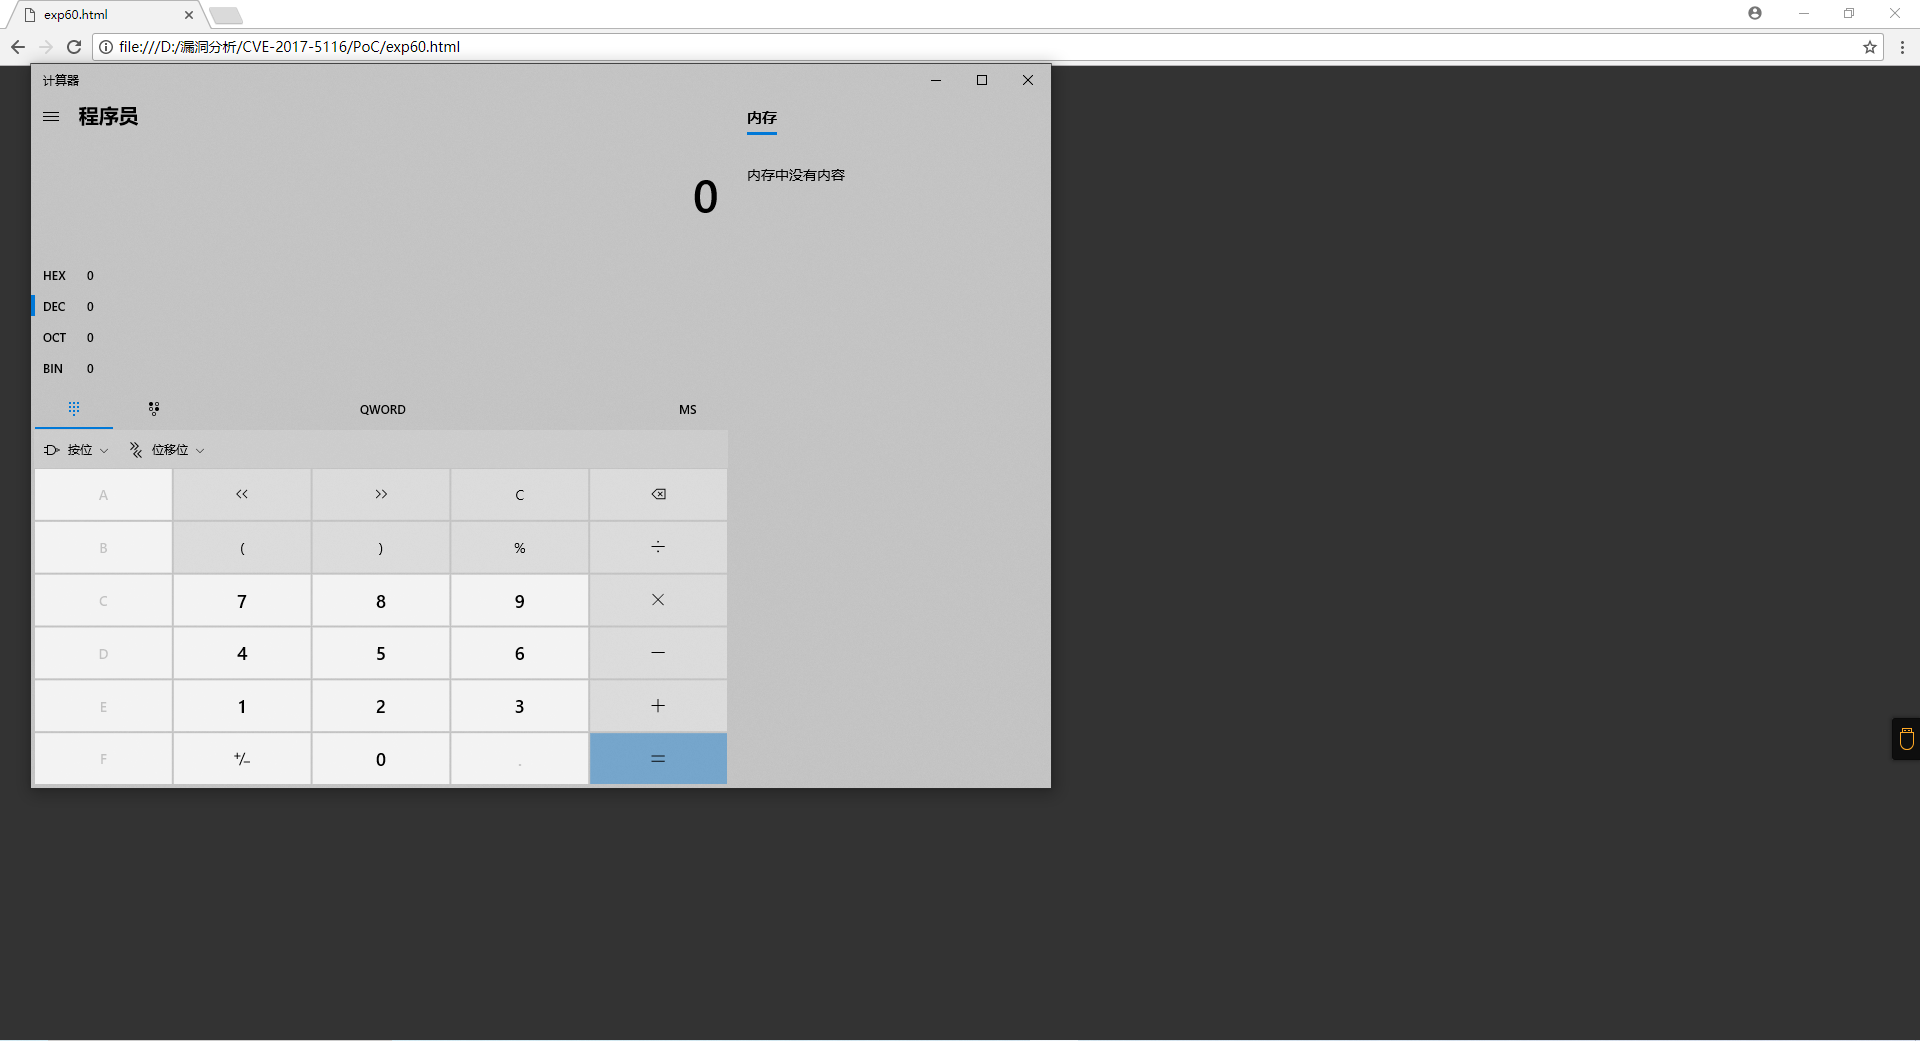 exp60.html
file:///D:/漏洞分析/CVE-2017-5116/PoC/exp60.html
计算器
程序员
内存
内存中没有内容
0
HEX 0
DEC 0
OCT 0
BIN 0
QWORD MS
按位 位移位
A << >> C
B ( ) % ÷
C 7 8 9 ×
D 4 5 6 −
E 1 2 3 +
F +/− 0 . =